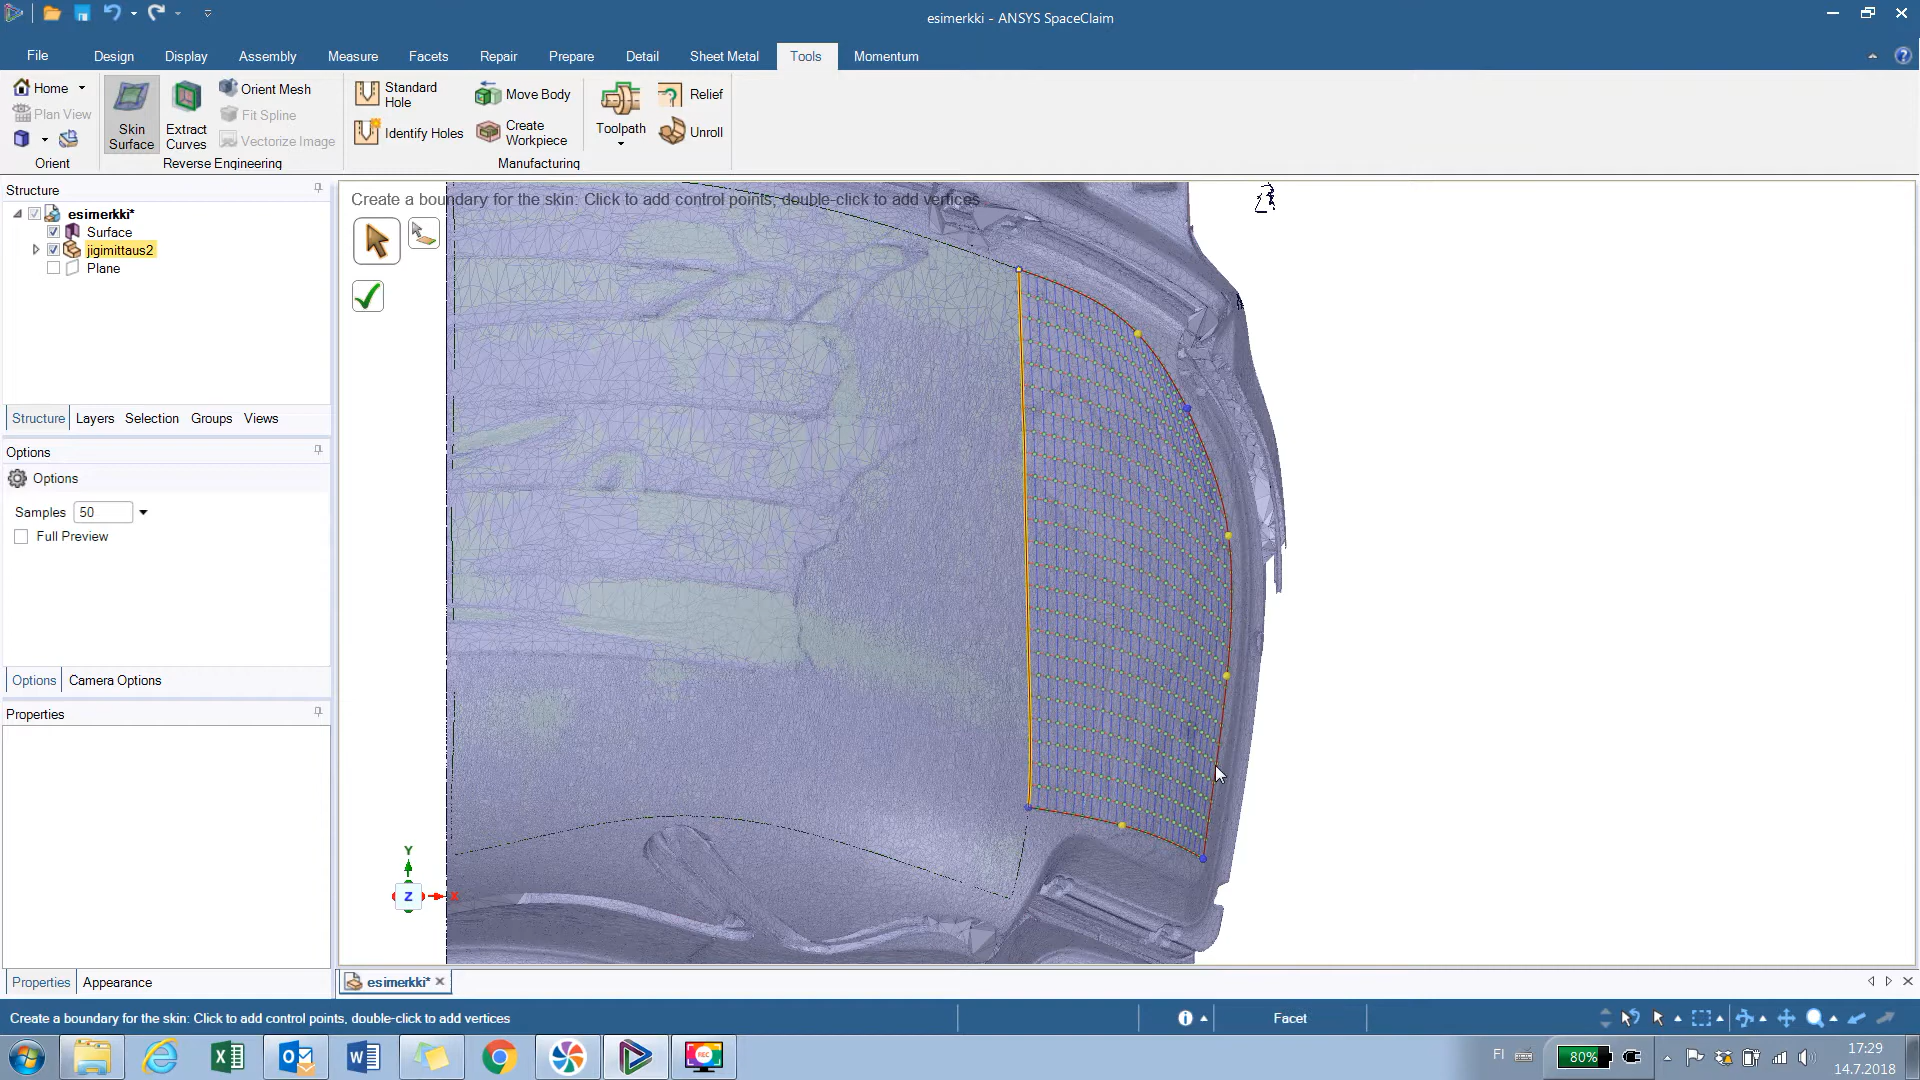 esimerkki - ANSYS SpaceClaim
File Design Display Assembly Measure Facets Repair Prepare Detail Sheet Metal Tools Momentum
Home
Plan View
Orient
Skin Surface
Extract Curves
Orient Mesh
Fit Spline
Vectorize Image
Reverse Engineering
Standard Hole
Identify Holes
Move Body
Create Workpiece
Toolpath
Relief
Unroll
Manufacturing
Structure
esimerkki*
Surface
jigimittaus2
Plane
Structure Layers Selection Groups Views
Options
Options
Samples 50
Full Preview
Options Camera Options
Properties
Properties Appearance
Create a boundary for the skin: Click to add control points, double-click to add vertices
Y
Z X
esimerkki*
Create a boundary for the skin: Click to add control points, double-click to add vertices
Facet
REC
FI
80%
17:29
14.7.2018